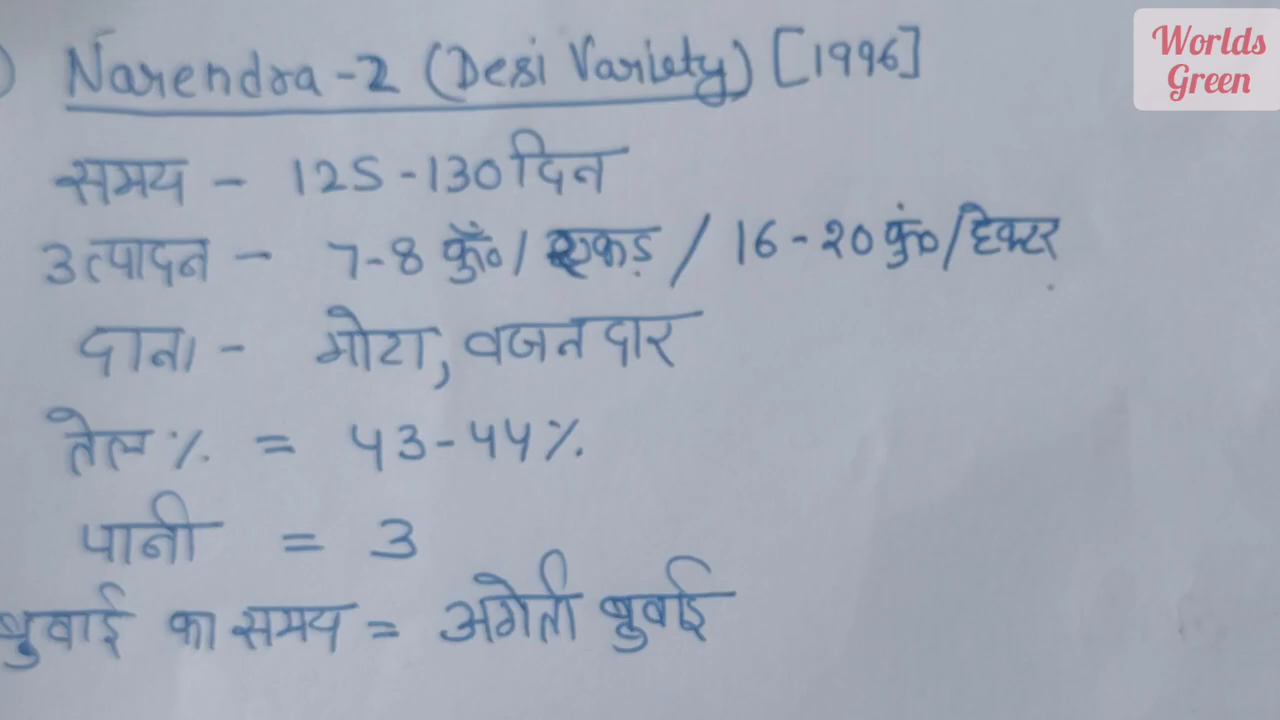 ) Narendra-2 (Desi Variety) [1996]
Worlds
Green
समय - 125-130 दिन
उत्पादन - 7-8 कुँ०/ एकड़ / 16-20 कुं०/हेक्टर
दाना - मोटा, वजनदार
तेल % = 43-44%
पानी = 3
बुवाई का समय = अगेती बुवाई